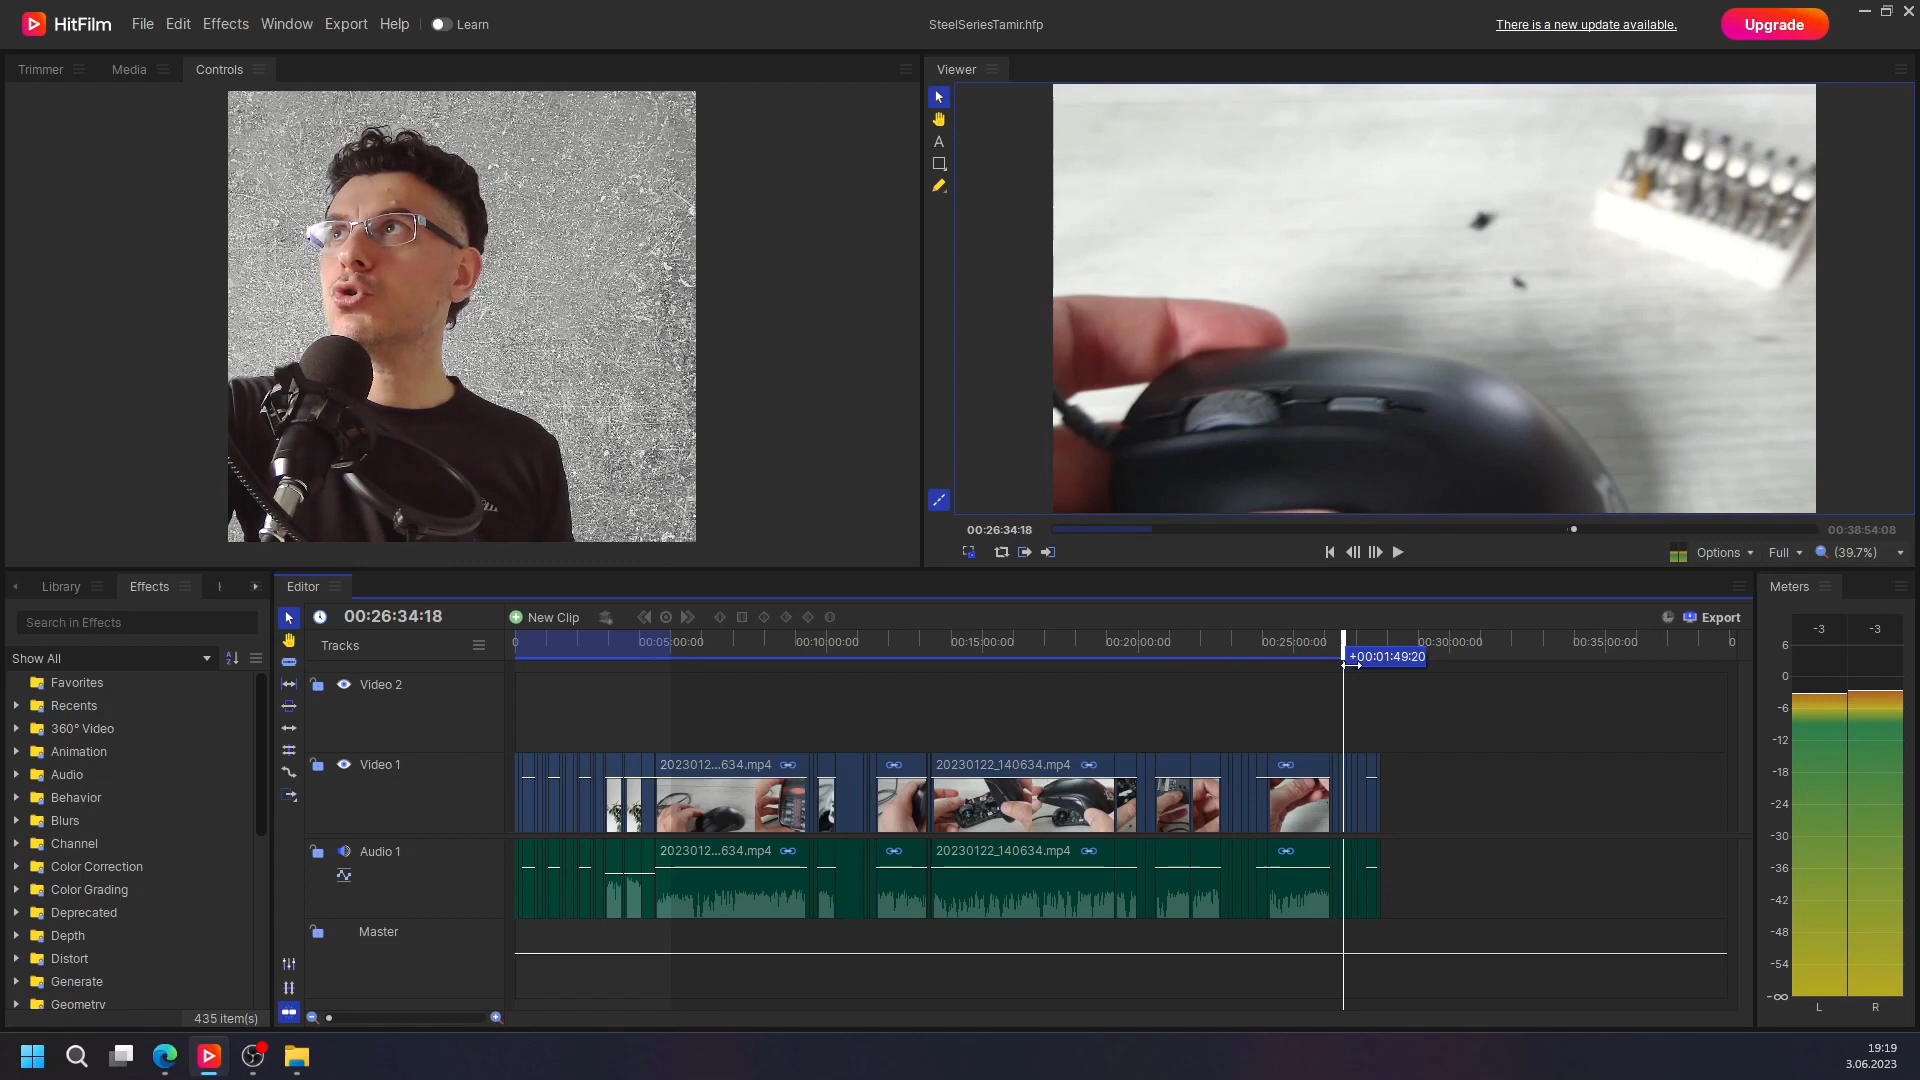 HitFilm File Edit Effects Window Export Help Learn
SteelSeriesTamir.hfp
There is a new update available.
Upgrade
Trimmer Media Controls
Viewer
A
00:26:34:18
00:38:54:08
Options Full (39.7%)
Library Effects
Search in Effects
Show All
Favorites
Recents
360° Video
Animation
Audio
Behavior
Blurs
Channel
Color Correction
Color Grading
Deprecated
Depth
Distort
Generate
Geometry
435 item(s)
Editor
00:26:34:18
New Clip
Export
Tracks
0 00:05:00:00 00:10:00:00 00:15:00:00 00:20:00:00 00:25:00:00 00:30:00:00 00:35:00:00 0
+00:01:49:20
Video 2
Video 1
2023012...634.mp4
20230122_140634.mp4
Audio 1
2023012...634.mp4
20230122_140634.mp4
Master
Meters
-3 -3
6
0
-6
-12
-18
-24
-30
-36
-42
-48
-54
-∞
L R
19:19
3.06.2023